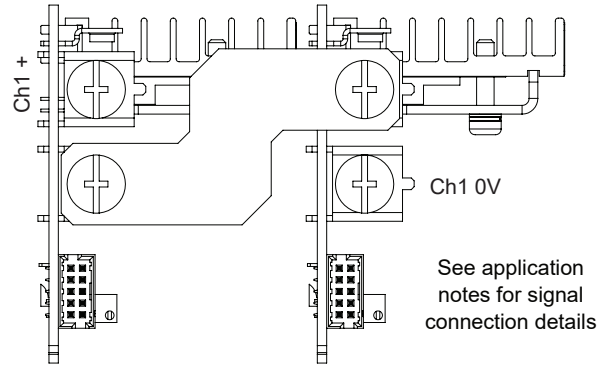 Ch1 +
Ch1 0V
See application
notes for signal
connection details